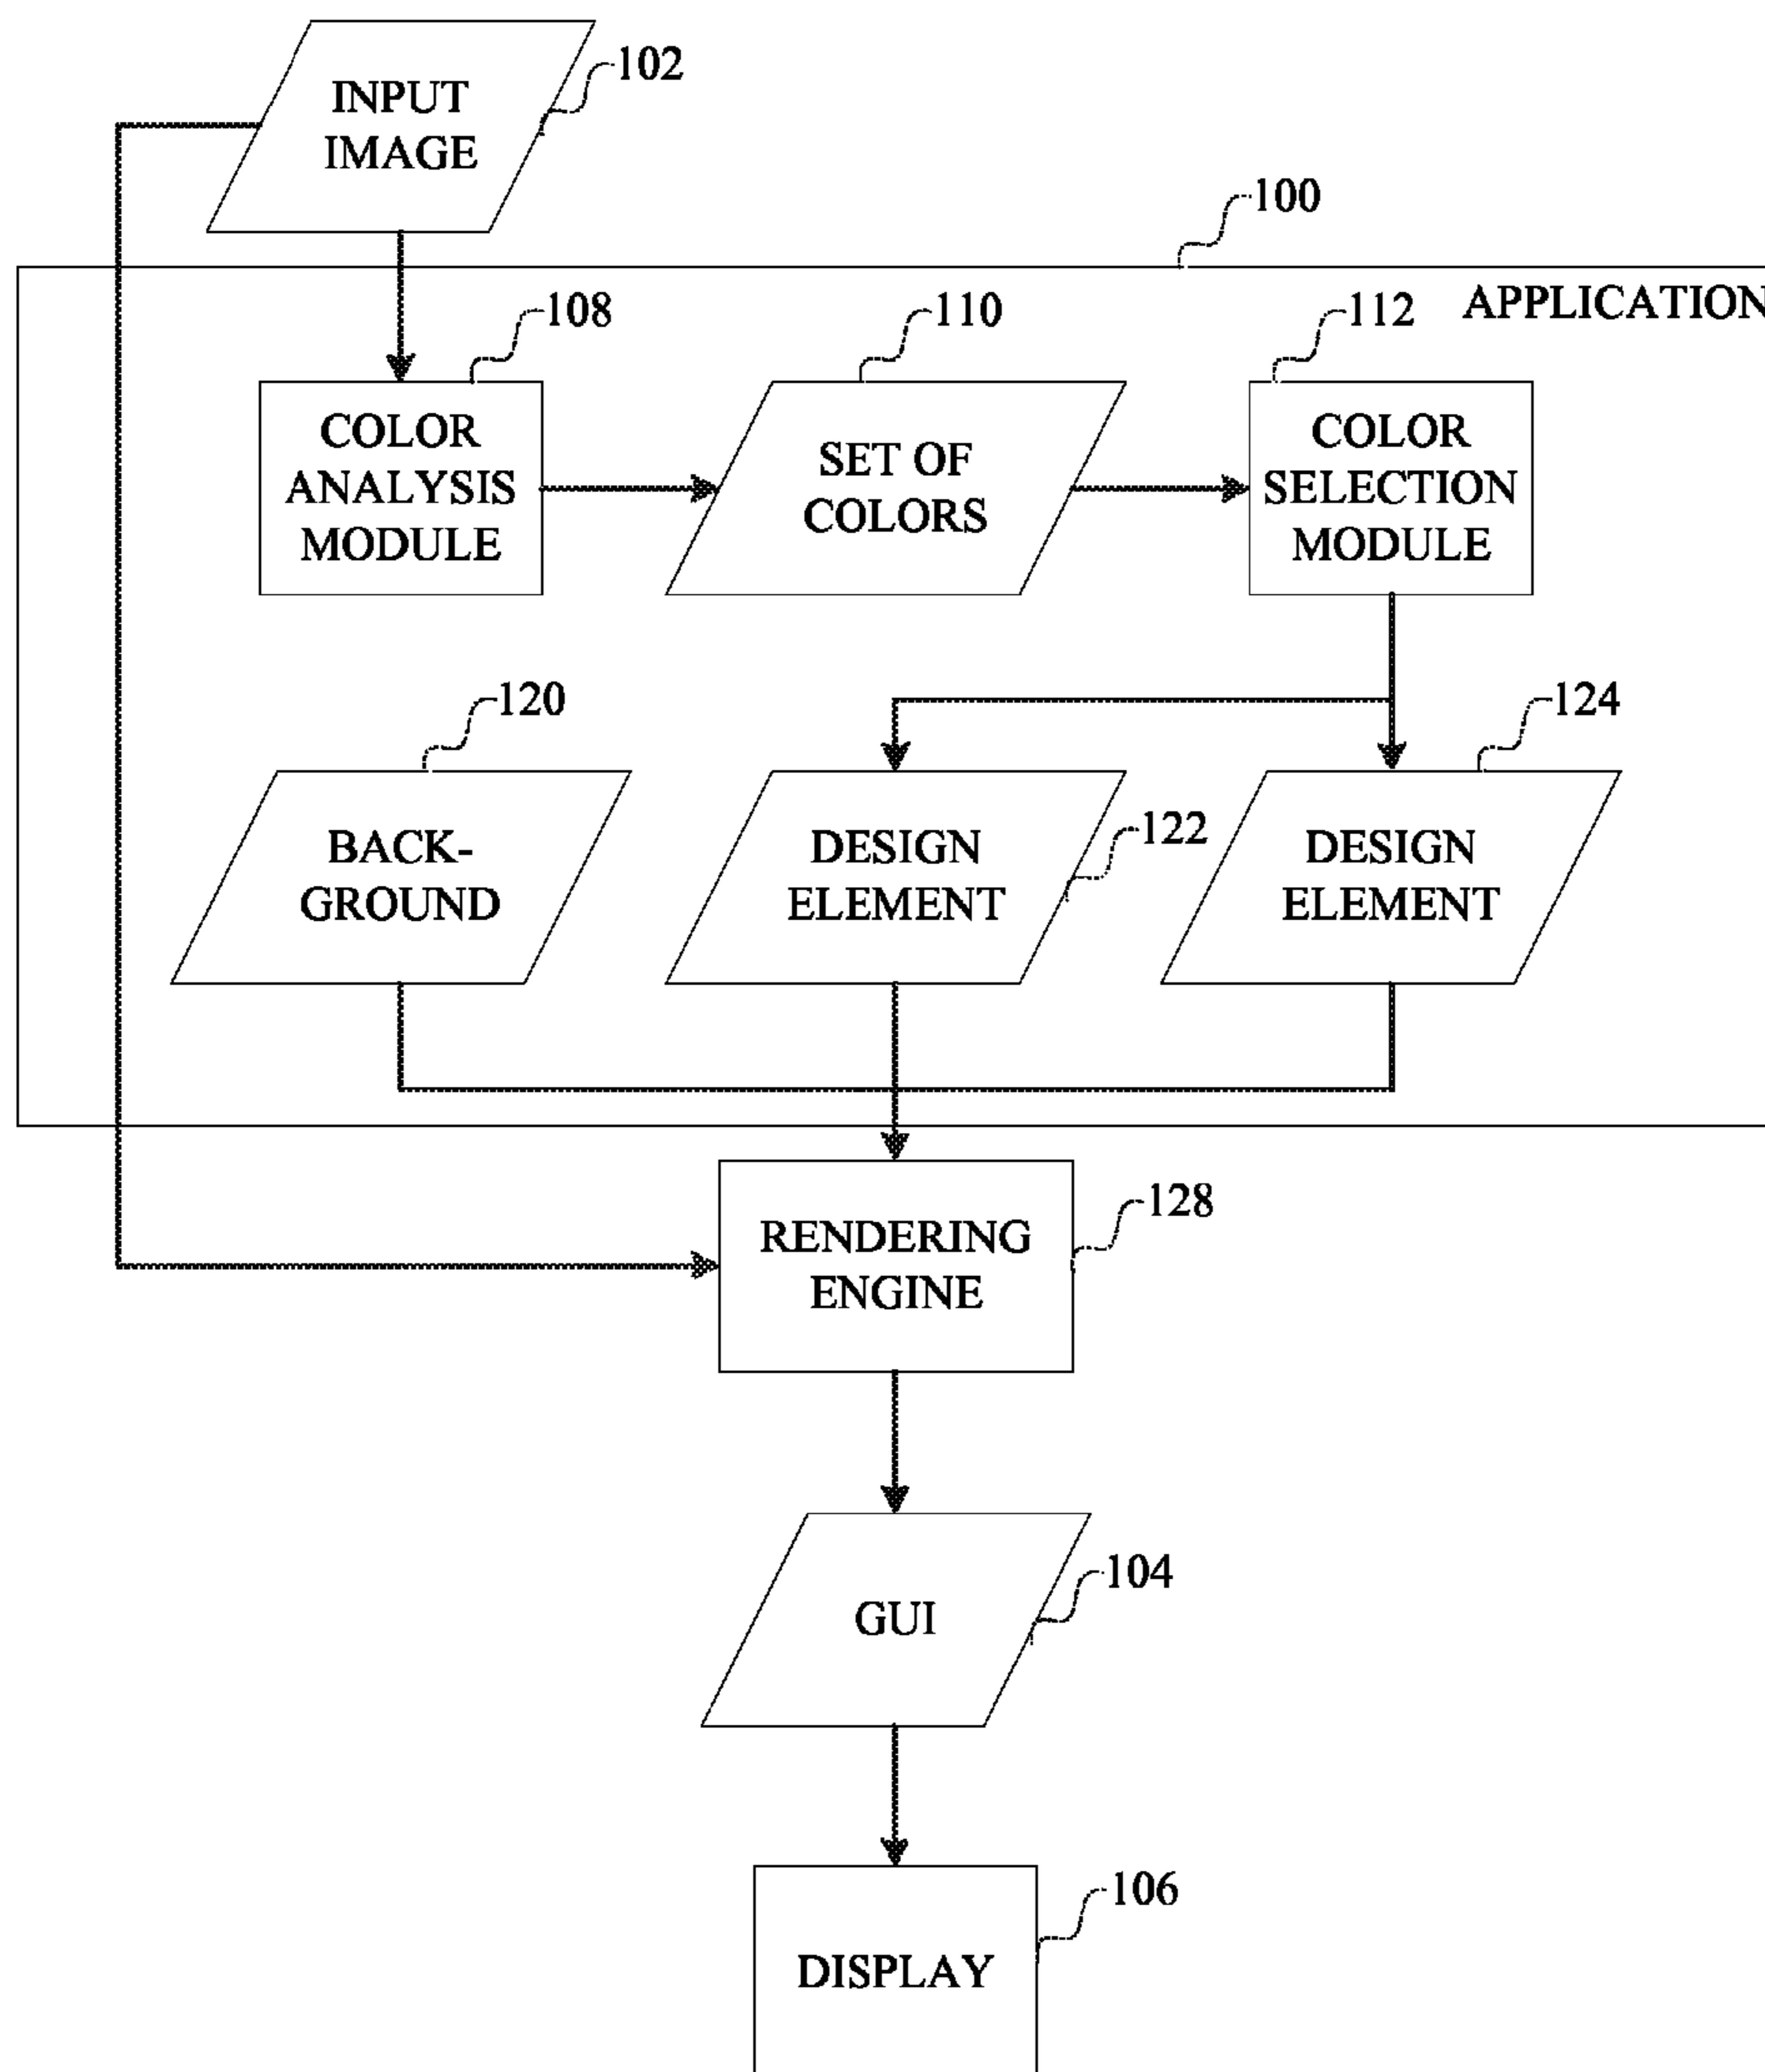 INPUT
IMAGE
102
100
APPLICATION
108
110
112
COLOR
ANALYSIS
MODULE
SET OF
COLORS
COLOR
SELECTION
MODULE
120
124
BACK-
GROUND
DESIGN
ELEMENT
122
DESIGN
ELEMENT
RENDERING
ENGINE
128
GUI
104
DISPLAY
106